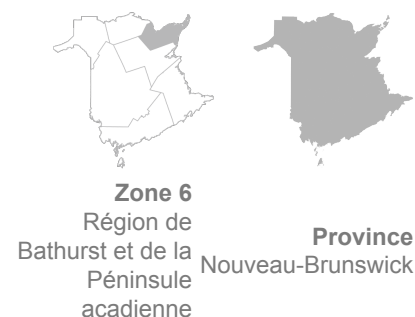 Zone 6
Région de
Bathurst et de la
Péninsule
acadienne
Province
Nouveau-Brunswick